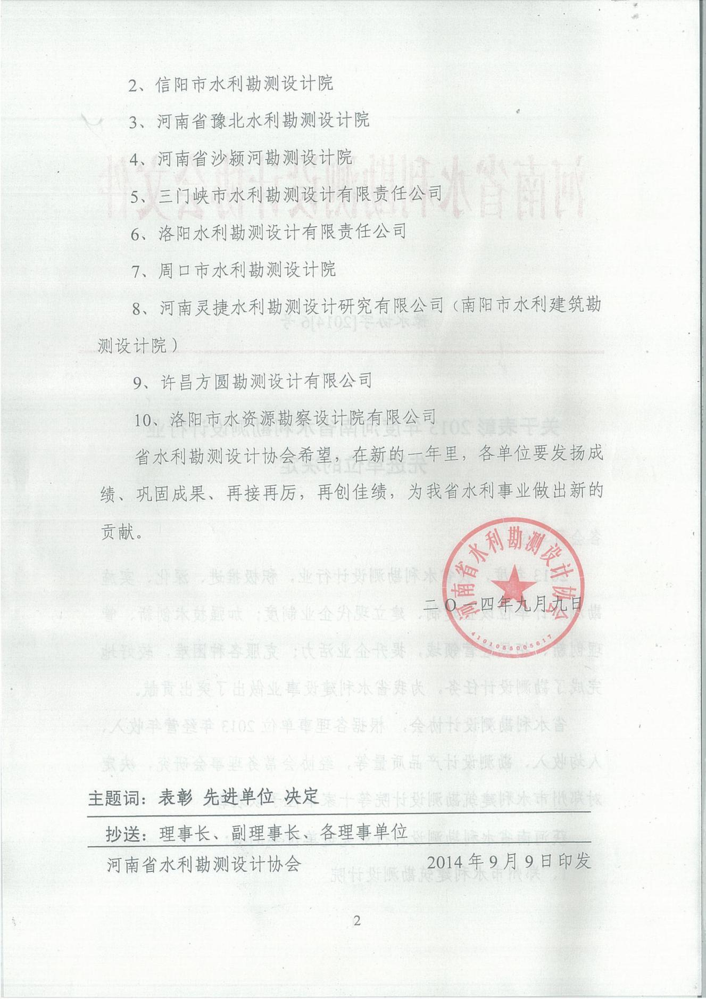 2、信阳市水利勘测设计院
3、河南省豫北水利勘测设计院
4、河南省沙颍河勘测设计院
5、三门峡市水利勘测设计有限责任公司
6、洛阳水利勘测设计有限责任公司
7、周口市水利勘测设计院
8、河南灵捷水利勘测设计研究有限公司（南阳市水利建筑勘
测设计院）
9、许昌方圆勘测设计有限公司
10、洛阳市水资源勘察设计院有限公司
省水利勘测设计协会希望，在新的一年里，各单位要发扬成
绩、巩固成果、再接再厉，再创佳绩，为我省水利事业做出新的
贡献。
河南省水利勘测设计协会
二〇一四年九月九日
4101055005617
主题词：表彰 先进单位 决定
抄送：理事长、副理事长、各理事单位
河南省水利勘测设计协会 2014年9月9日印发
2